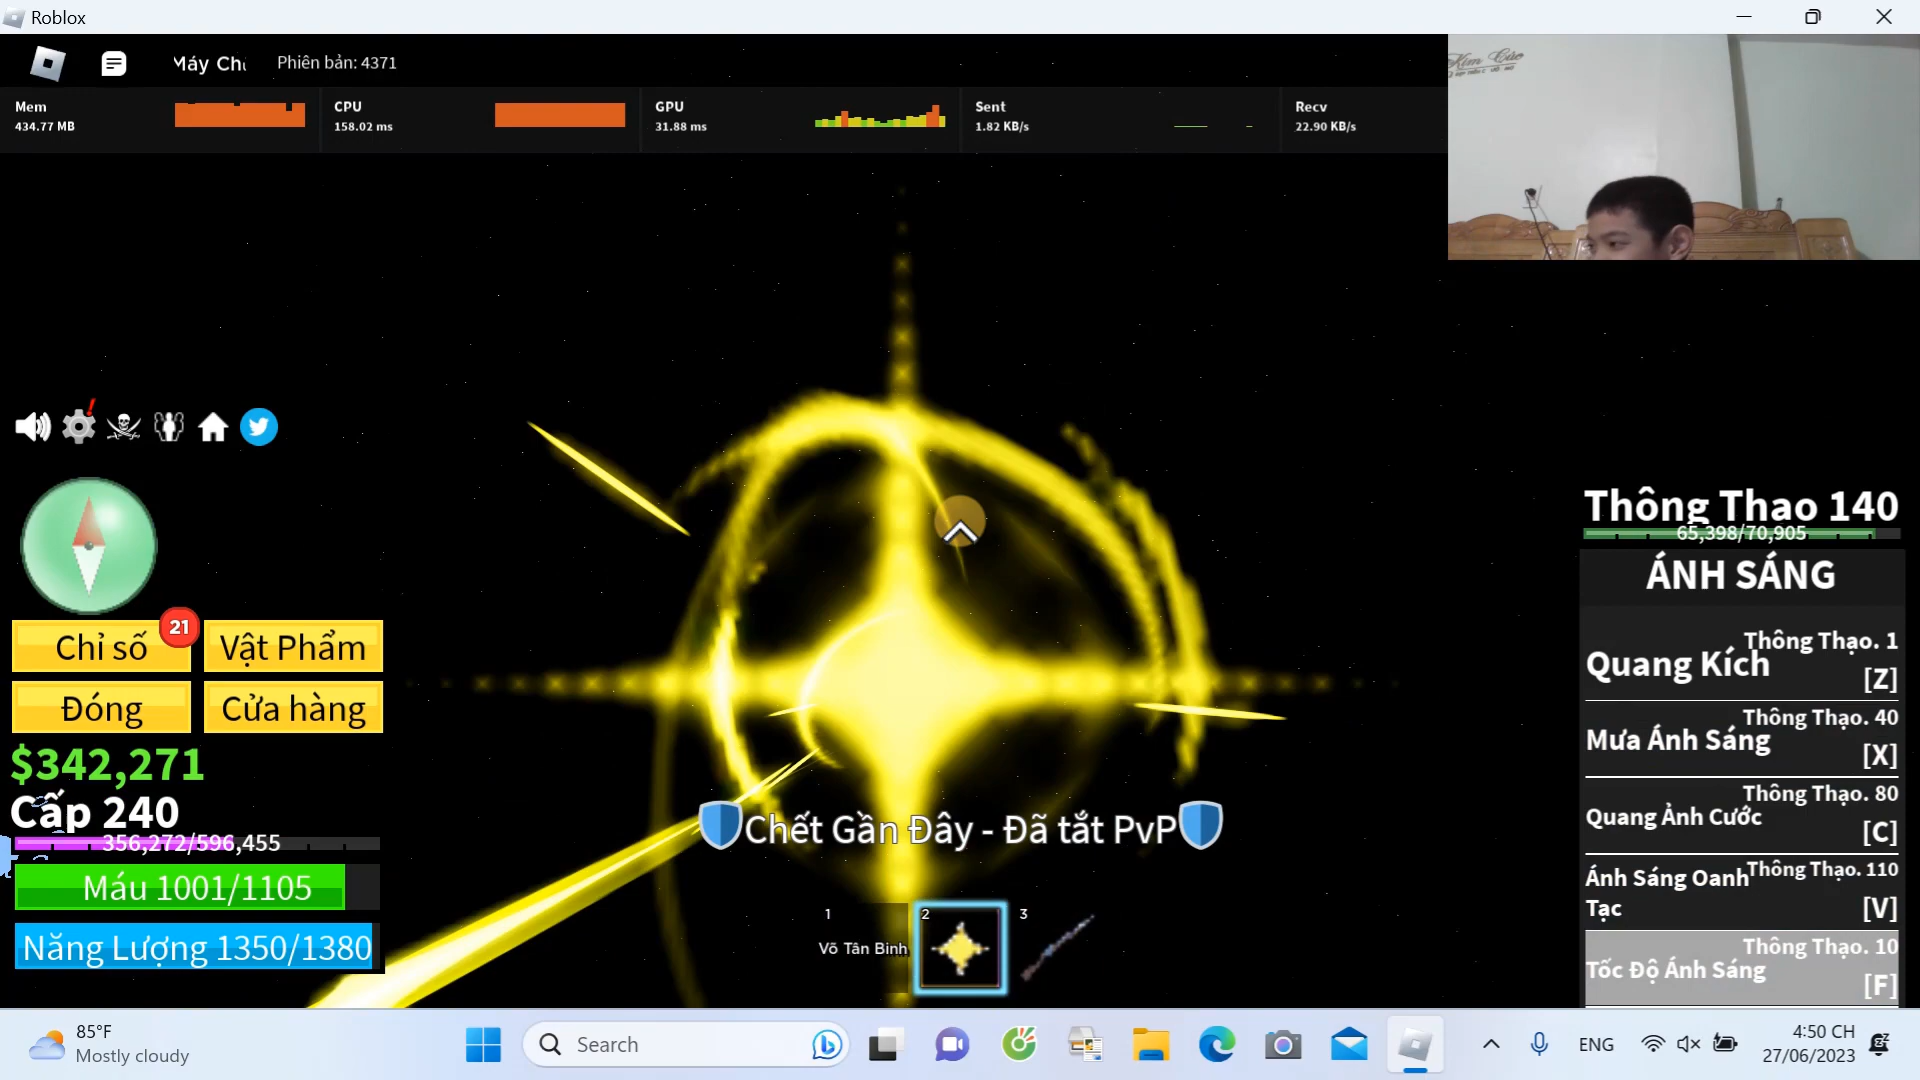 Roblox
Máy Chủ
Phiên bản: 4371
Mem
434.77 MB
CPU
158.02 ms
GPU
31.88 ms
Sent
1.82 KB/s
Recv
22.90 KB/s
Kim Cúc
Thông Thạo 140
65,398/70,905
ÁNH SÁNG
Thông Thạo. 1
Quang Kích
[Z]
Thông Thạo. 40
Mưa Ánh Sáng
[X]
Thông Thạo. 80
Quang Ảnh Cước
[C]
Thông Thạo. 110
Ánh Sáng Oanh
Tạc
[V]
Thông Thạo. 10
Tốc Độ Ánh Sáng
[F]
21
Chỉ số
Vật Phẩm
Đóng
Cửa hàng
$342,271
Cấp 240
356,272/596,455
Máu 1001/1105
Năng Lượng 1350/1380
Chết Gần Đây - Đã tắt PvP
1
Võ Tân Binh
2
3
85°F
Mostly cloudy
Search
ENG
4:50 CH
27/06/2023